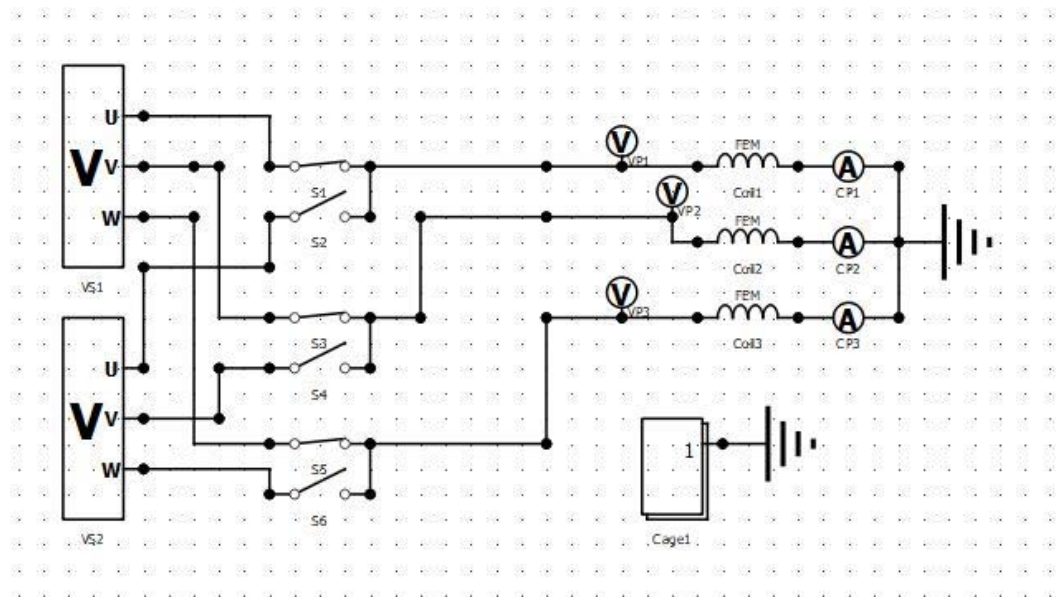 U
V
V
W
VS1
U
V
V
W
VS2
S1
S2
S3
S4
S5
S6
V
VP1
V
VP2
V
VP3
FEM
Coil1
FEM
Coil2
FEM
Coil3
A
CP1
A
CP2
A
CP3
1
Cage1